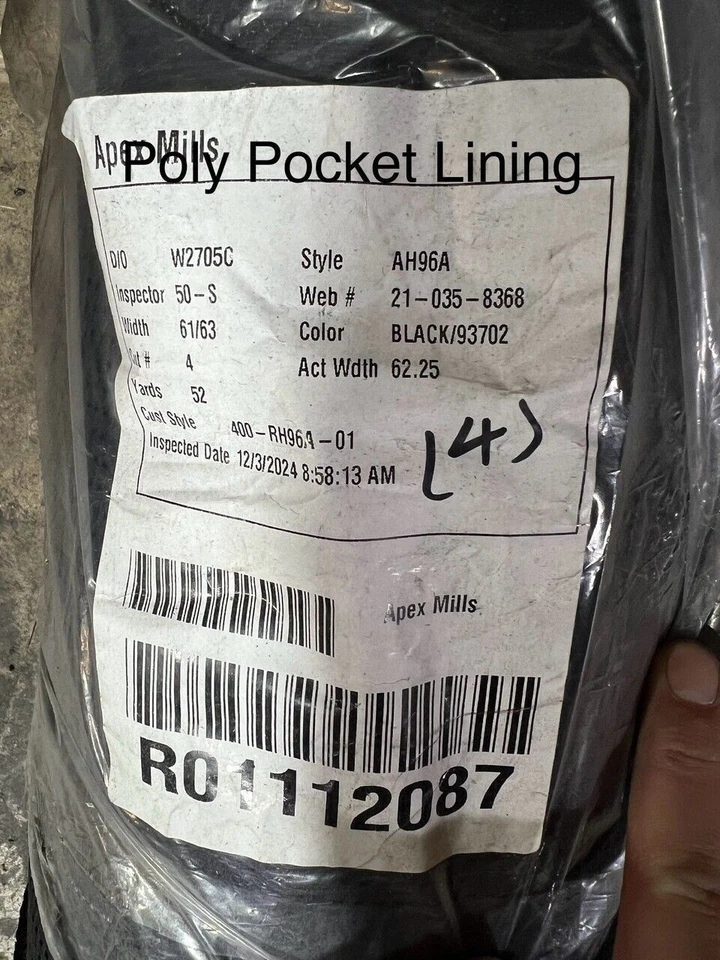 Apex Mills
Poly Pocket Lining
D/O W2705C Style AH96A
Inspector 50-S Web # 21-035-8368
Width 61/63 Color BLACK/93702
Cut # 4 Act Wdth 62.25
Yards 52
Cust Style 400-RH96A-01
Inspected Date 12/3/2024 8:58:13 AM
(4)
Apex Mills
R01112087